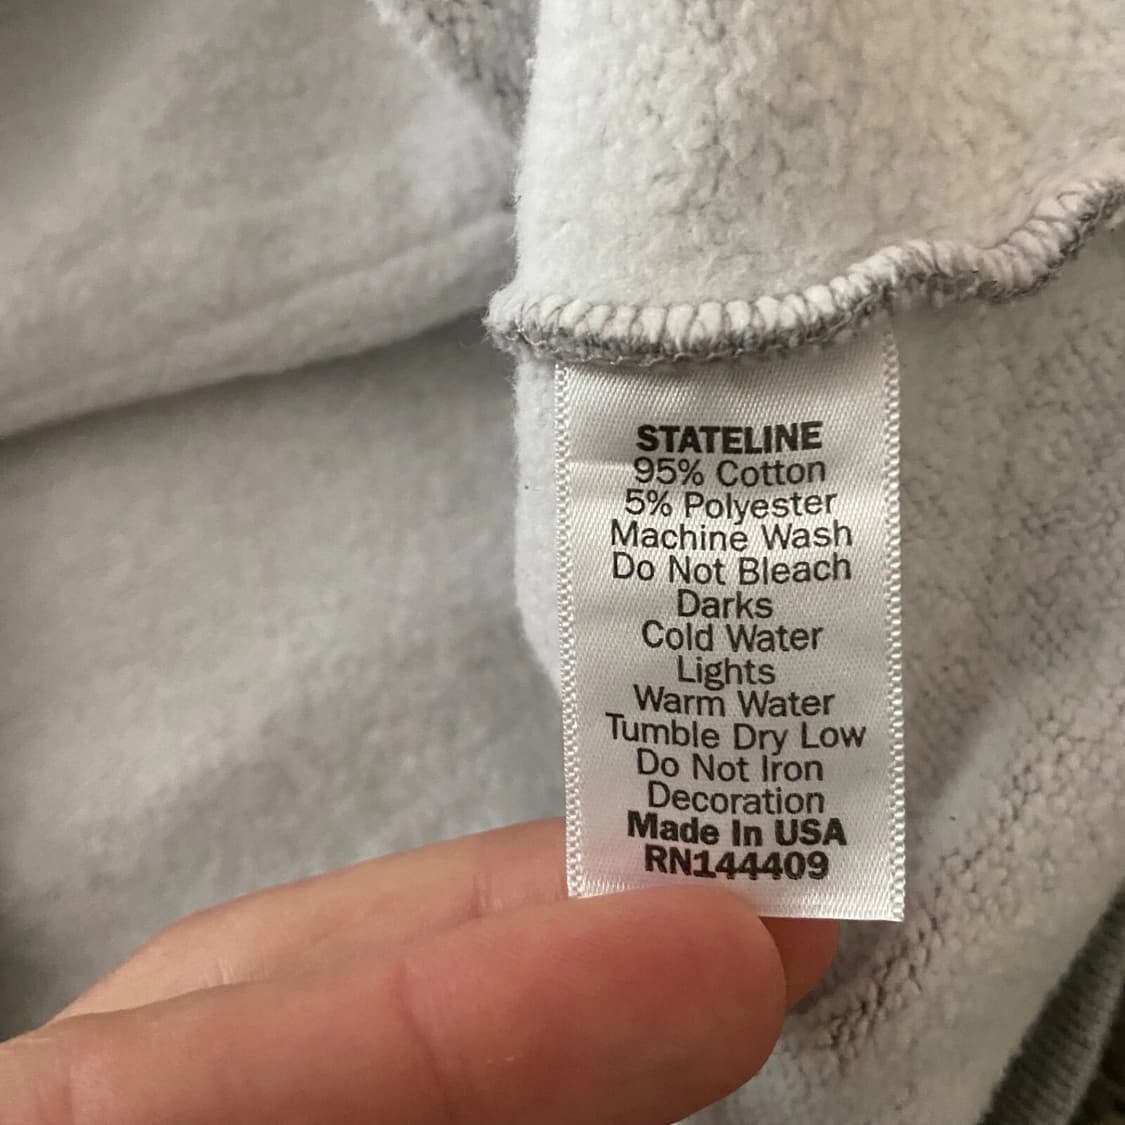 STATELINE
95% Cotton
5% Polyester
Machine Wash
Do Not Bleach
Darks
Cold Water
Lights
Warm Water
Tumble Dry Low
Do Not Iron
Decoration
Made In USA
RN144409